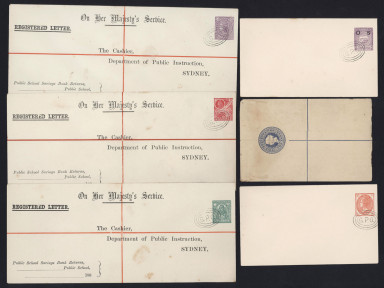 On Her Majesty's Service.
REGISTERED LETTER.
The Cashier,
Department of Public Instruction,
SYDNEY.
Public School Savings Bank Returns,
Public School,
On Her Majesty's Service.
REGISTERED LETTER.
The Cashier,
Department of Public Instruction,
SYDNEY.
Public School Savings Bank Returns,
Public School,
On Her Majesty's Service.
REGISTERED LETTER.
The Cashier,
Department of Public Instruction,
SYDNEY.
Public School Savings Bank Returns,
Public School,
O S